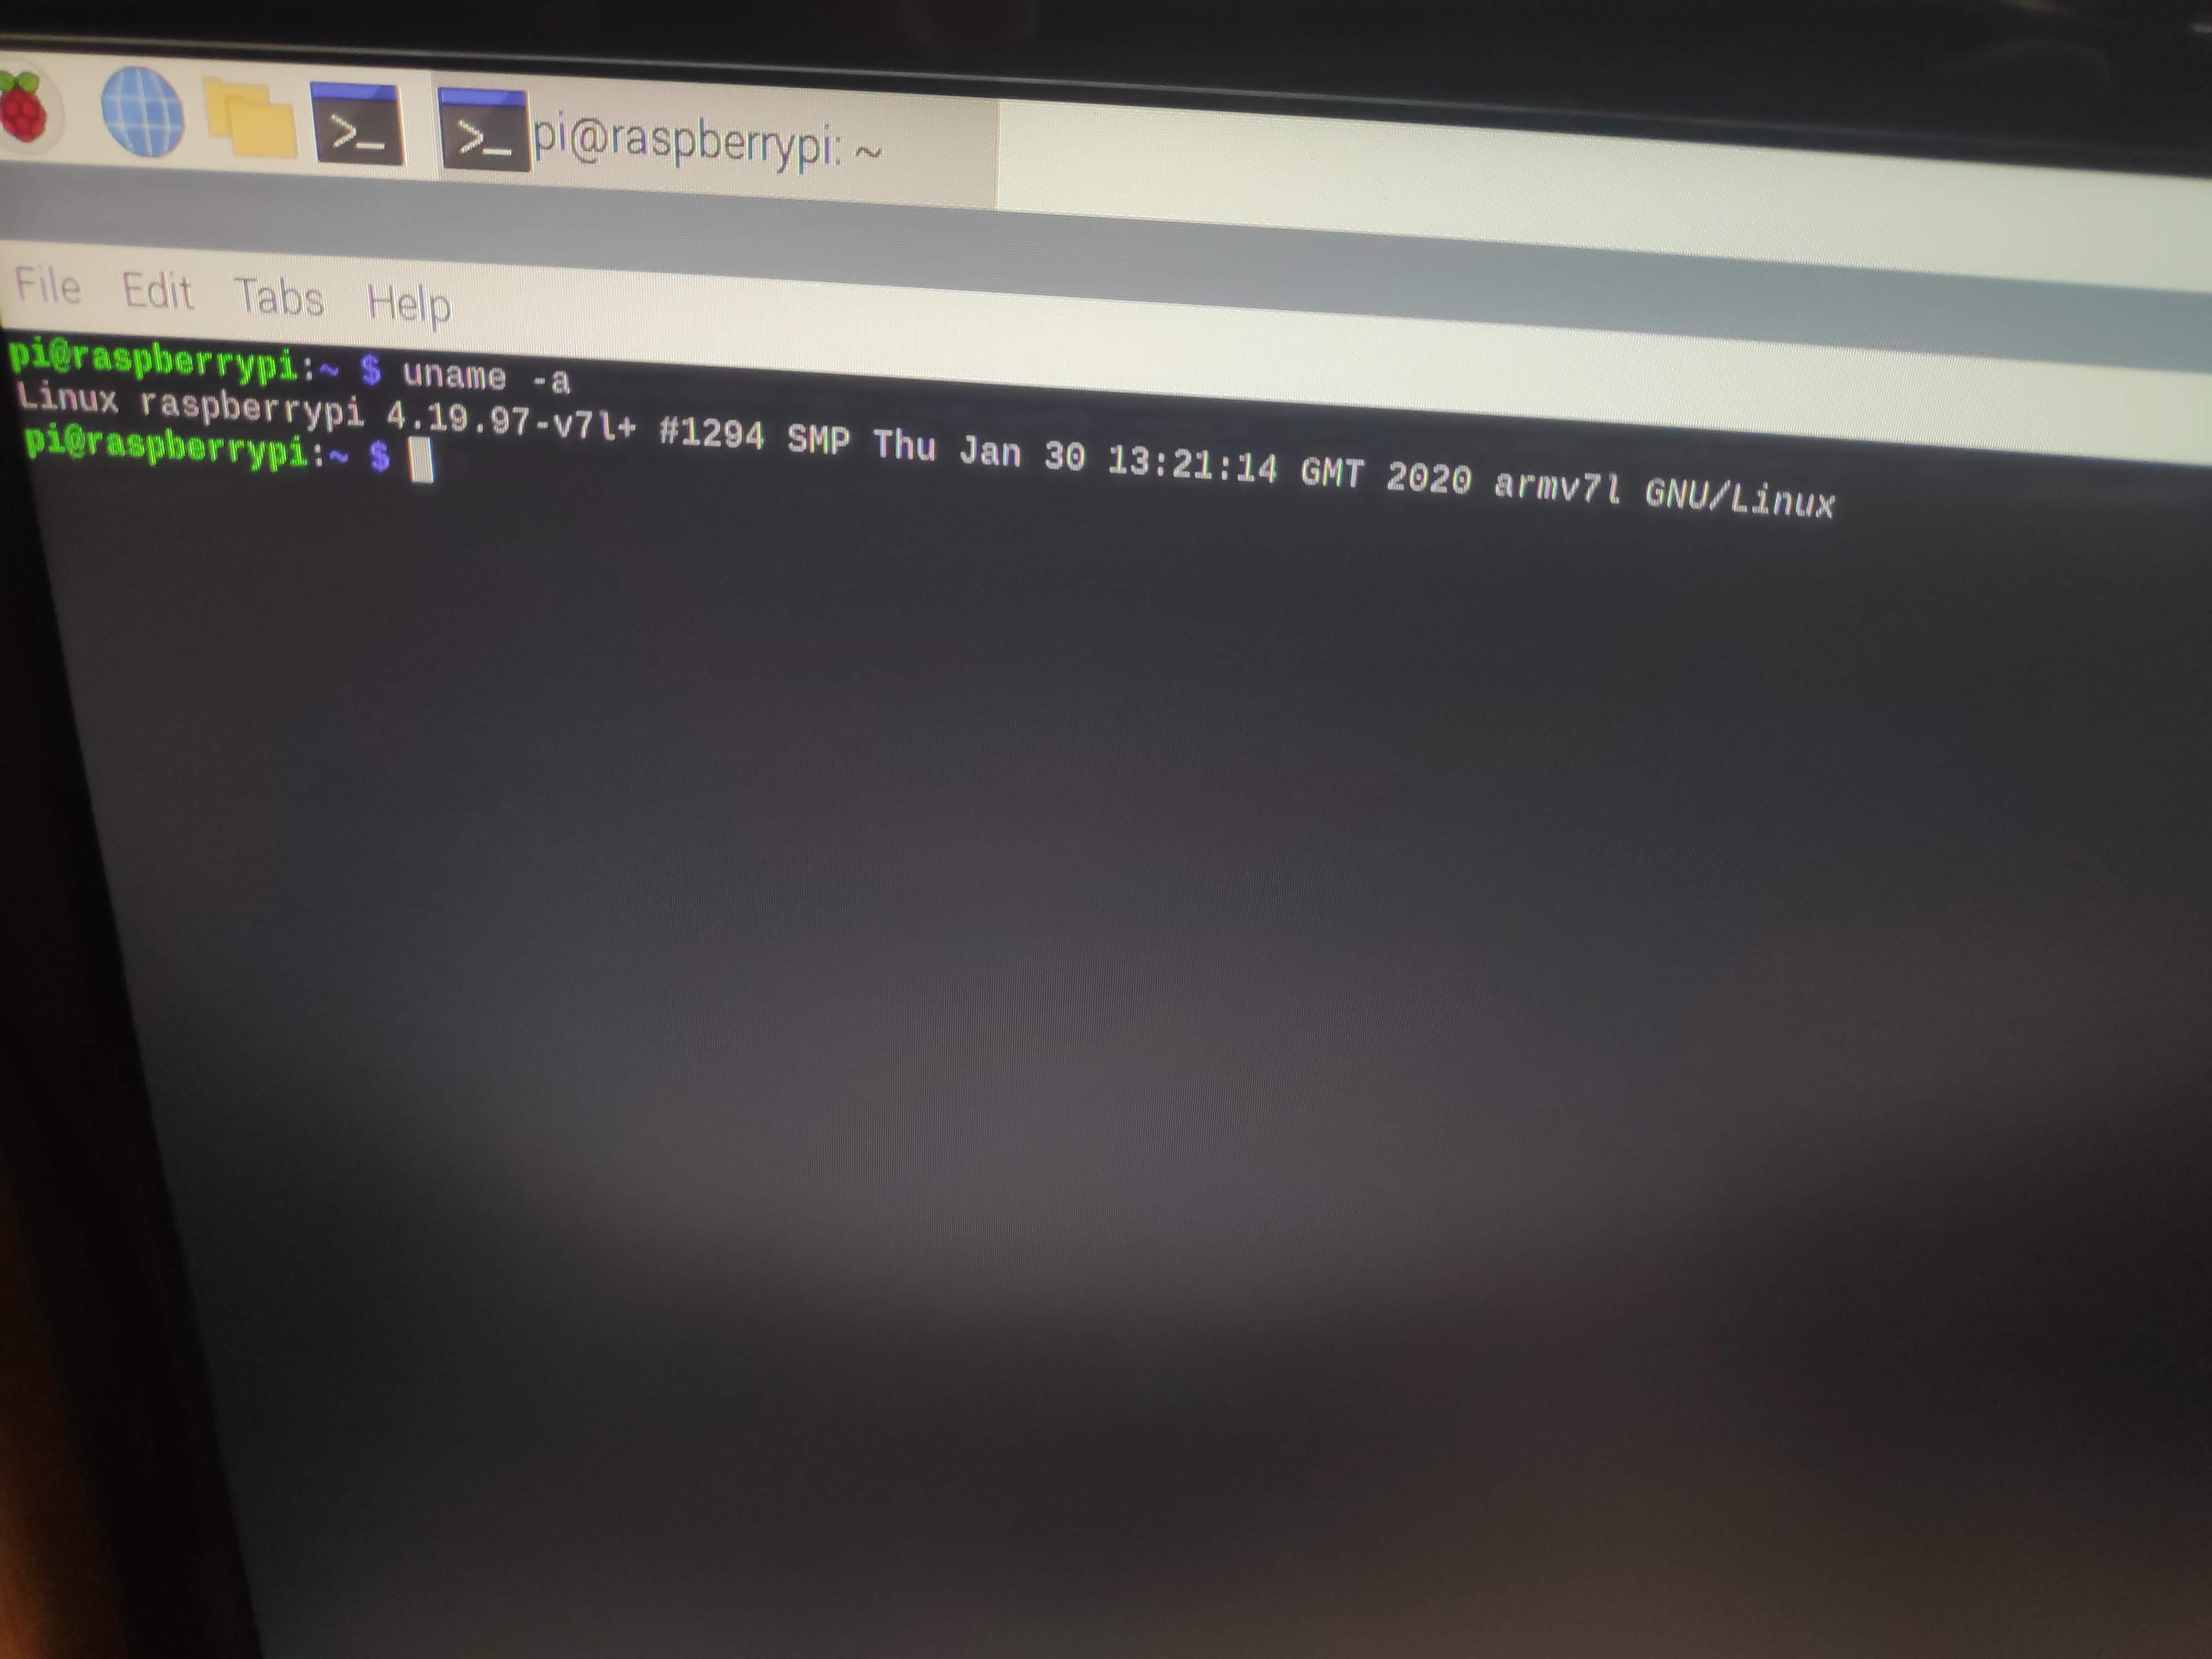 >_ >_ pi@raspberrypi: ~
File Edit Tabs Help
pi@raspberrypi:~ $ uname -a
Linux raspberrypi 4.19.97-v7l+ #1294 SMP Thu Jan 30 13:21:14 GMT 2020 armv7l GNU/Linux
pi@raspberrypi:~ $